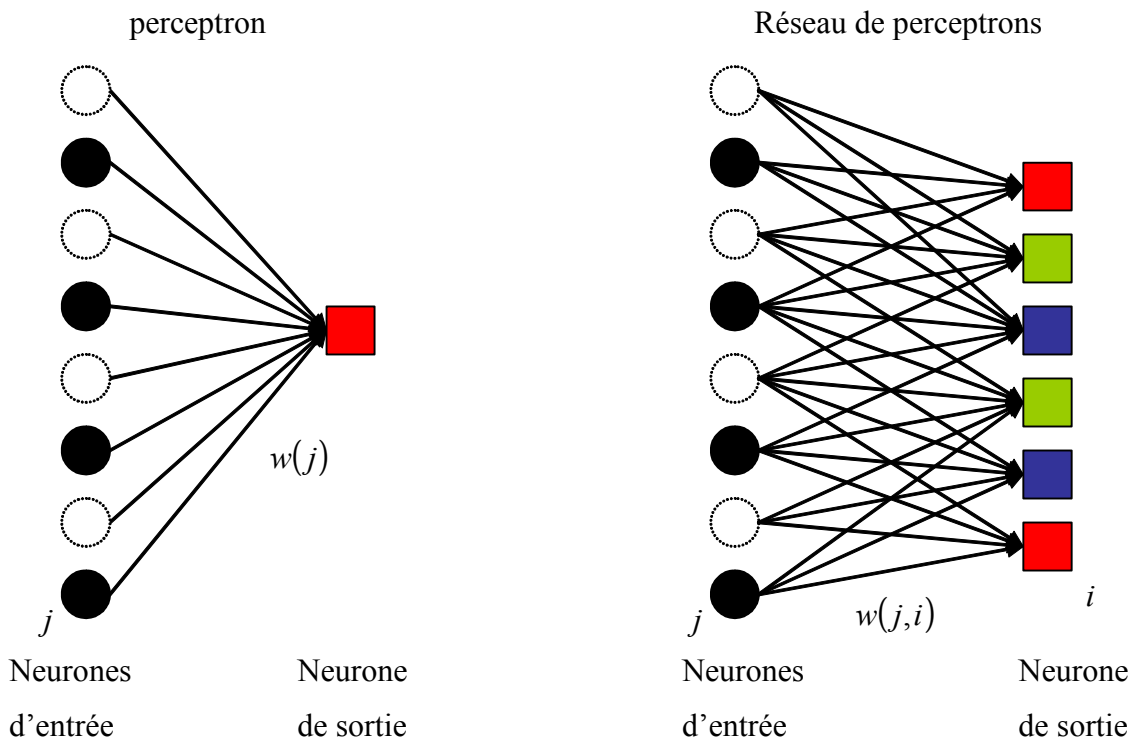 perceptron
Réseau de perceptrons
w(j)
j
w(j,i)
j
i
Neurones
d’entrée
Neurone
de sortie
Neurones
d’entrée
Neurone
de sortie